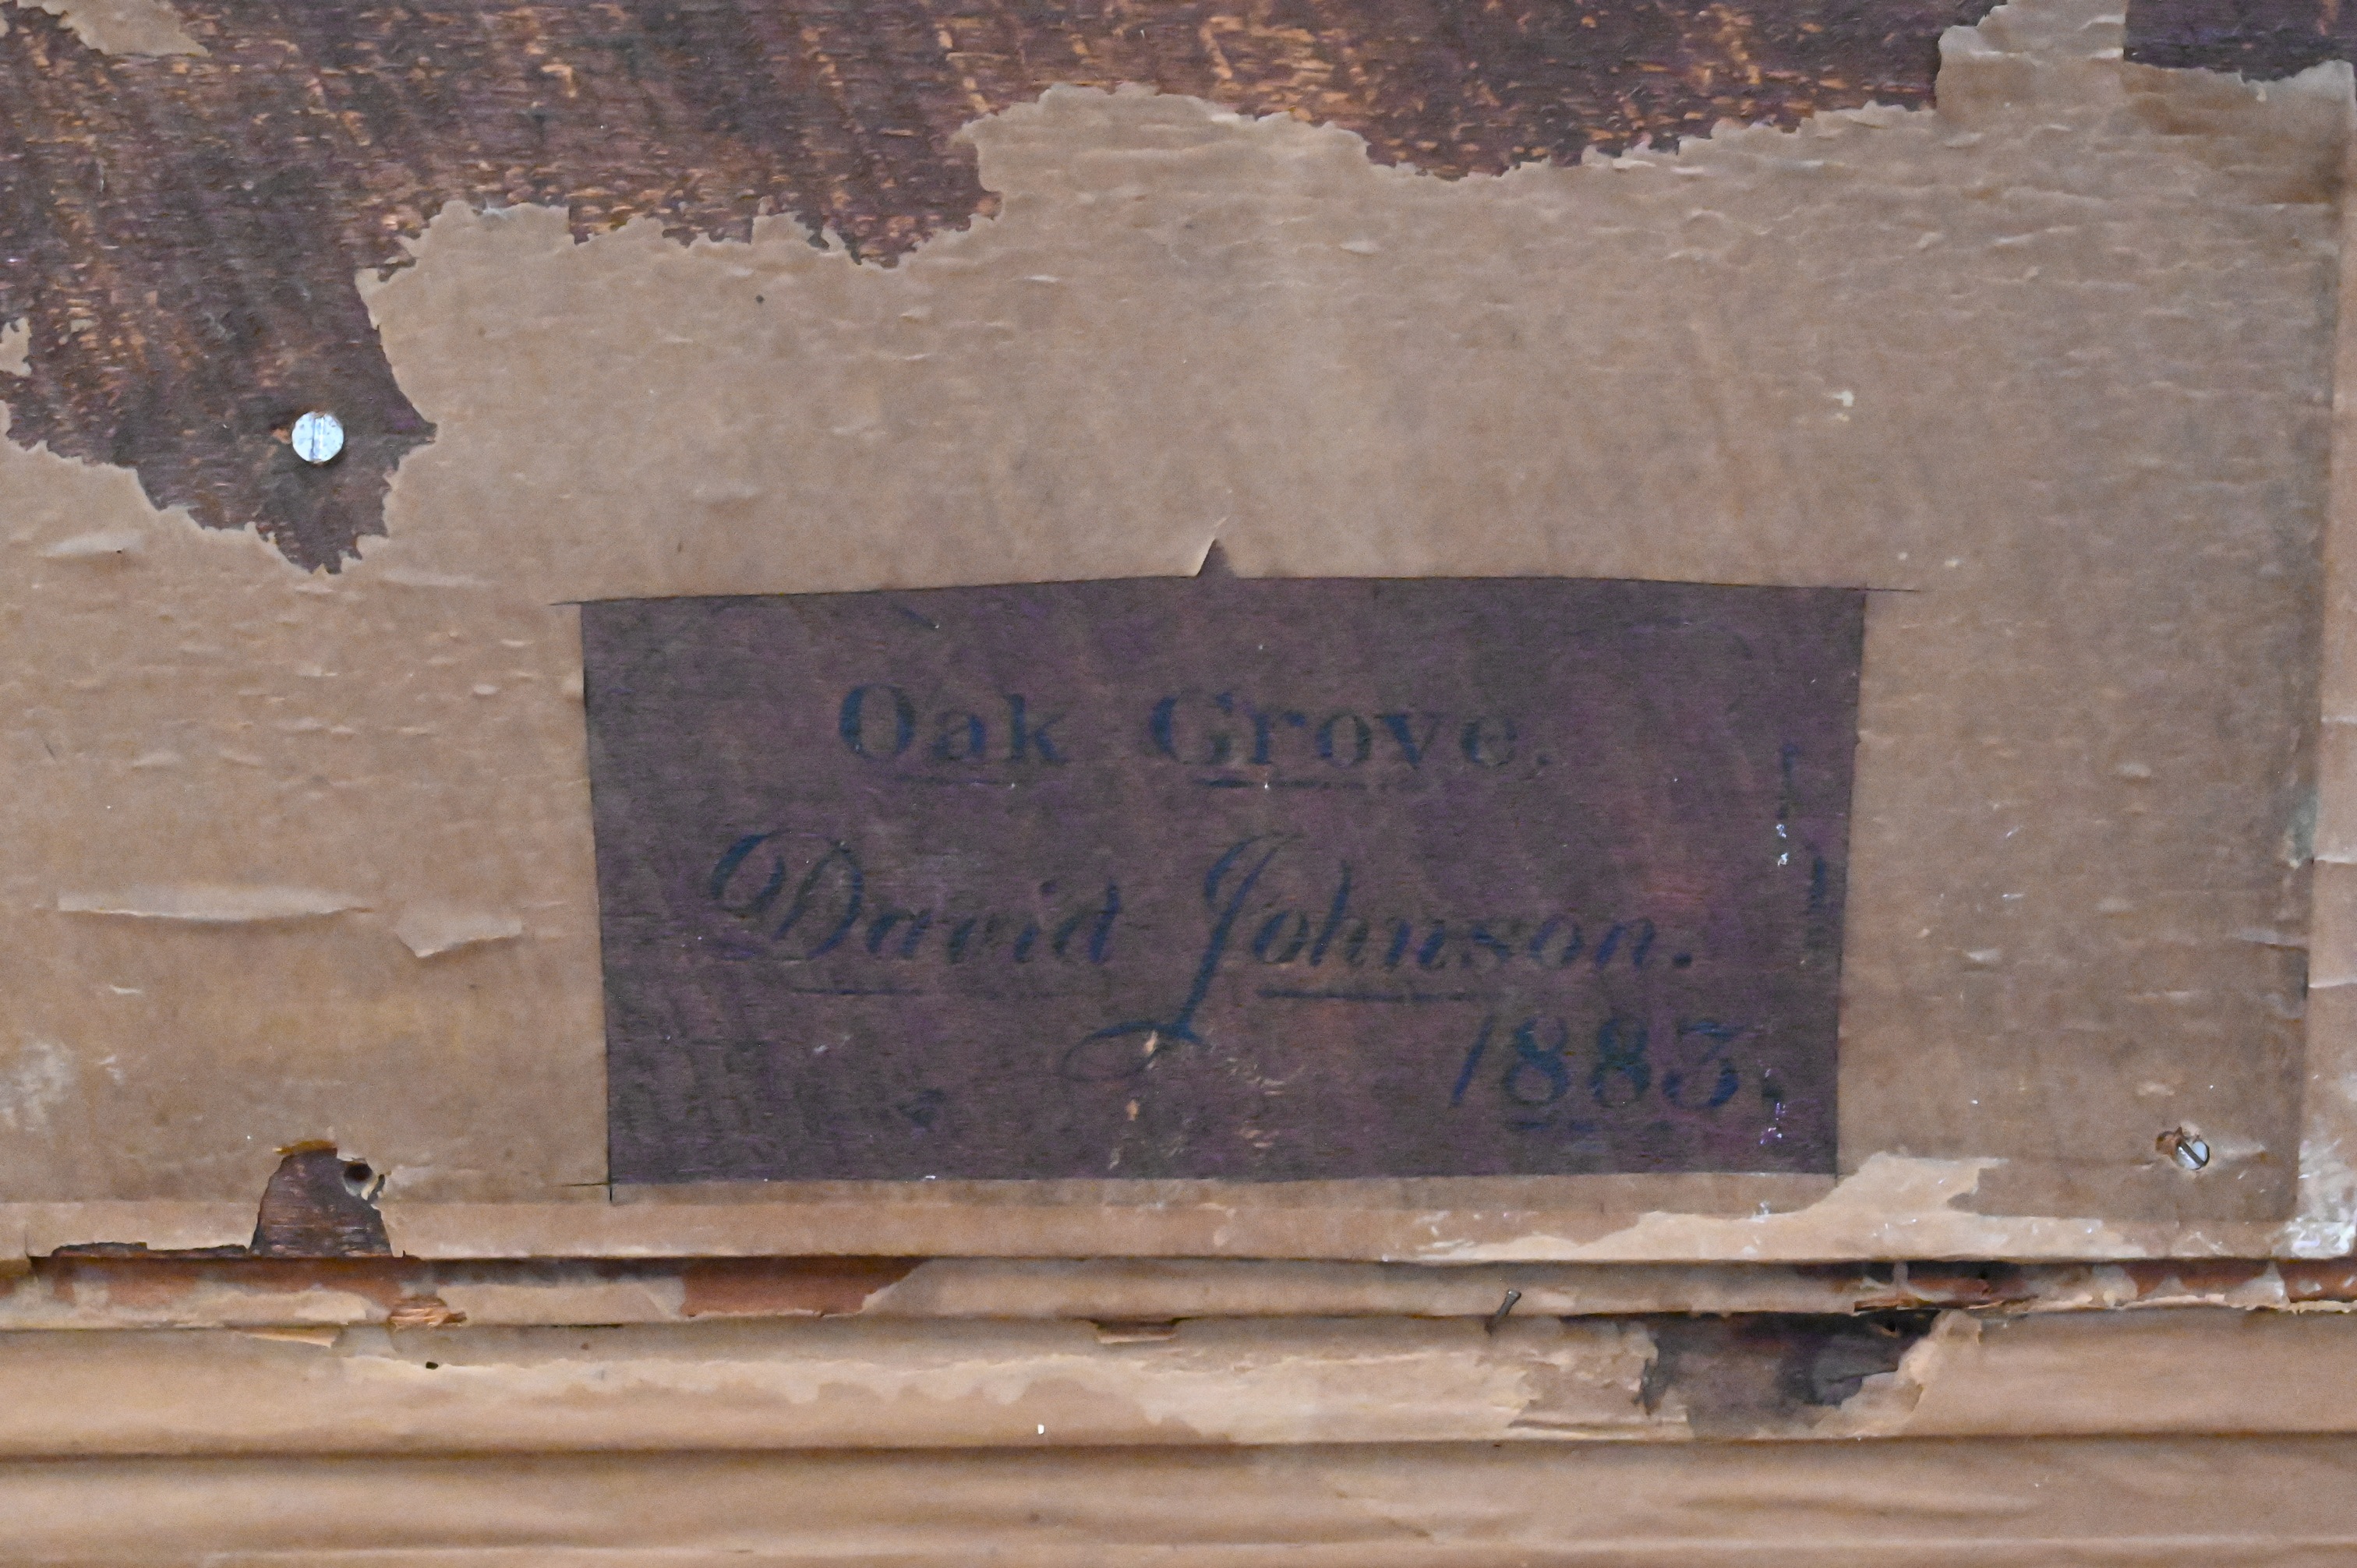 Oak Grove.
David Johnson.
1883.